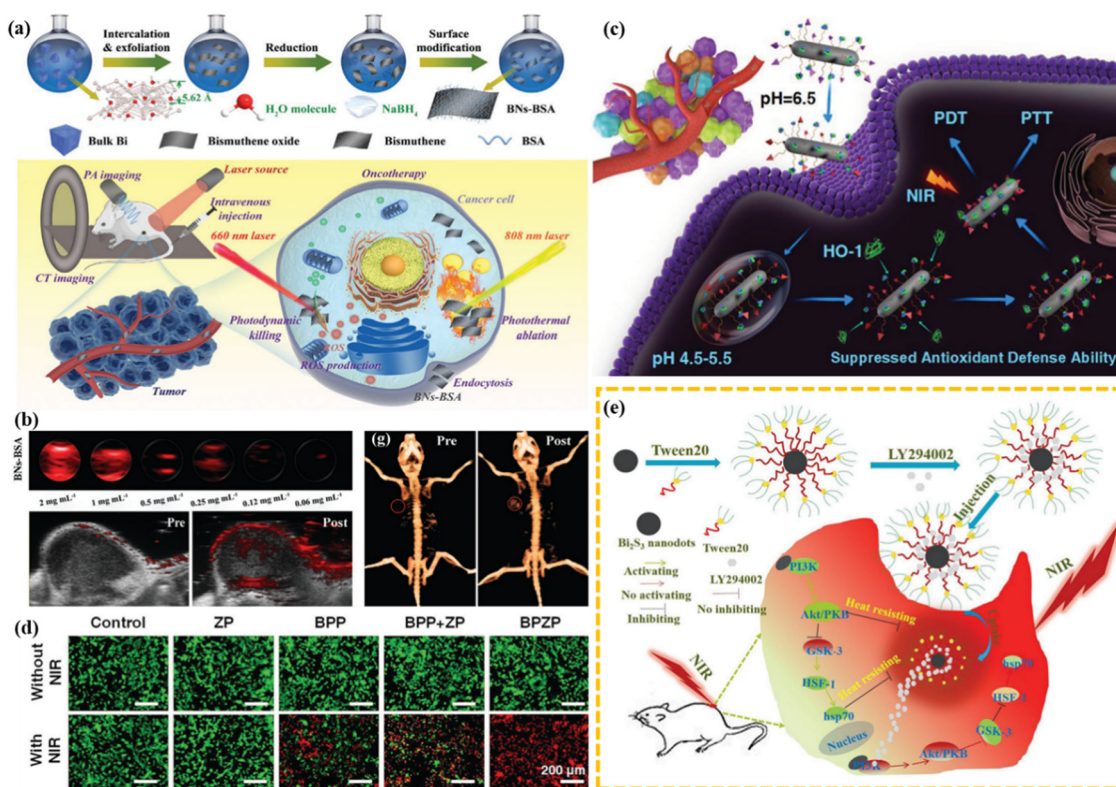 (a)
Intercalation
& exfoliation
Reduction
Surface
modification
5.62 Å
H₂O molecule
NaBH₄
BNs-BSA
Bulk Bi
Bismuthene oxide
Bismuthene
BSA
PA imaging
Laser source
Intravenous
injection
CT imaging
Oncotherapy
Cancer cell
660 nm laser
808 nm laser
Photodynamic
killing
ROS
ROS production
Photothermal
ablation
Endocytosis
BNs-BSA
Tumor
(b)
BNs-BSA
2 mg mL⁻¹
1 mg mL⁻¹
0.5 mg mL⁻¹
0.25 mg mL⁻¹
0.12 mg mL⁻¹
0.06 mg mL⁻¹
Pre
Post
(g)
Pre
Post
(d)
Control
ZP
BPP
BPP+ZP
BPZP
Without
NIR
With
NIR
200 μm
(c)
pH=6.5
PDT
PTT
NIR
HO-1
pH 4.5-5.5
Suppressed Antioxidant Defense Ability
(e)
Tween20
LY294002
Injection
Bi₂S₃ nanodots
Tween20
Activating
LY294002
No activating
No inhibiting
Inhibiting
NIR
NIR
PI3K
Akt/PKB
Heat resisting
GSK-3
HSF-1
Heat resisting
hsp70
Nucleus
Uptake
hsp70
HSF-1
GSK-3
Akt/PKB